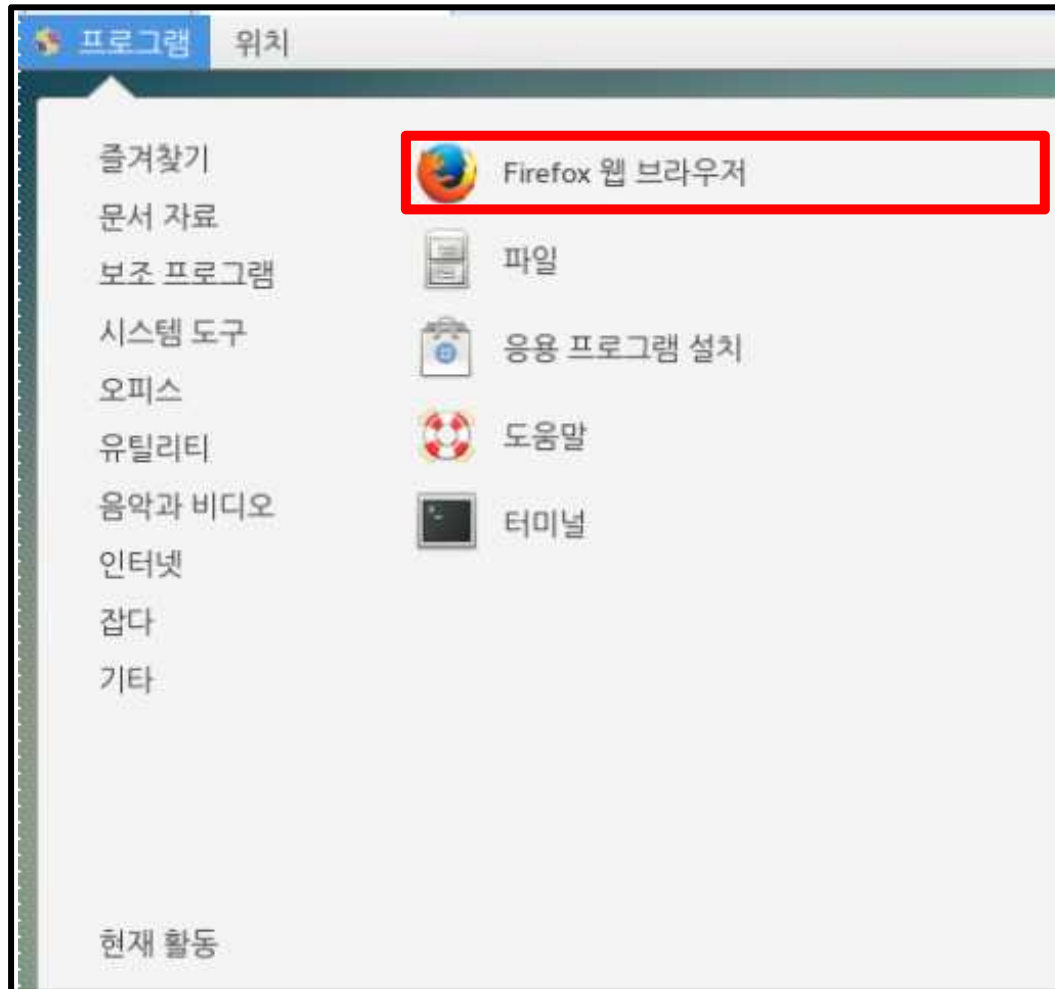 프로그램 위치
즐겨찾기
문서 자료
보조 프로그램
시스템 도구
오피스
유틸리티
음악과 비디오
인터넷
잡다
기타
현재 활동
Firefox 웹 브라우저
파일
응용 프로그램 설치
도움말
터미널